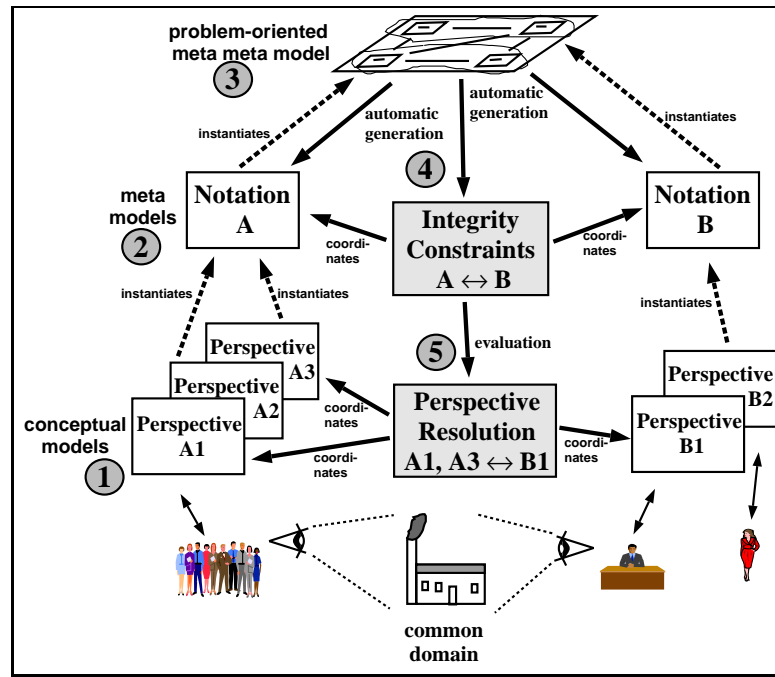 problem-oriented
meta meta model
3
automatic
generation
automatic
generation
instantiates
instantiates
4
meta
models
2
Notation
A
Integrity
Constraints
A ↔ B
Notation
B
coordi-
nates
coordi-
nates
instantiates
instantiates
instantiates
5
evaluation
Perspective
A3
Perspective
A2
Perspective
A1
conceptual
models
1
coordi-
nates
coordi-
nates
Perspective
Resolution
A1, A3 ↔ B1
coordi-
nates
Perspective
B2
Perspective
B1
common
domain